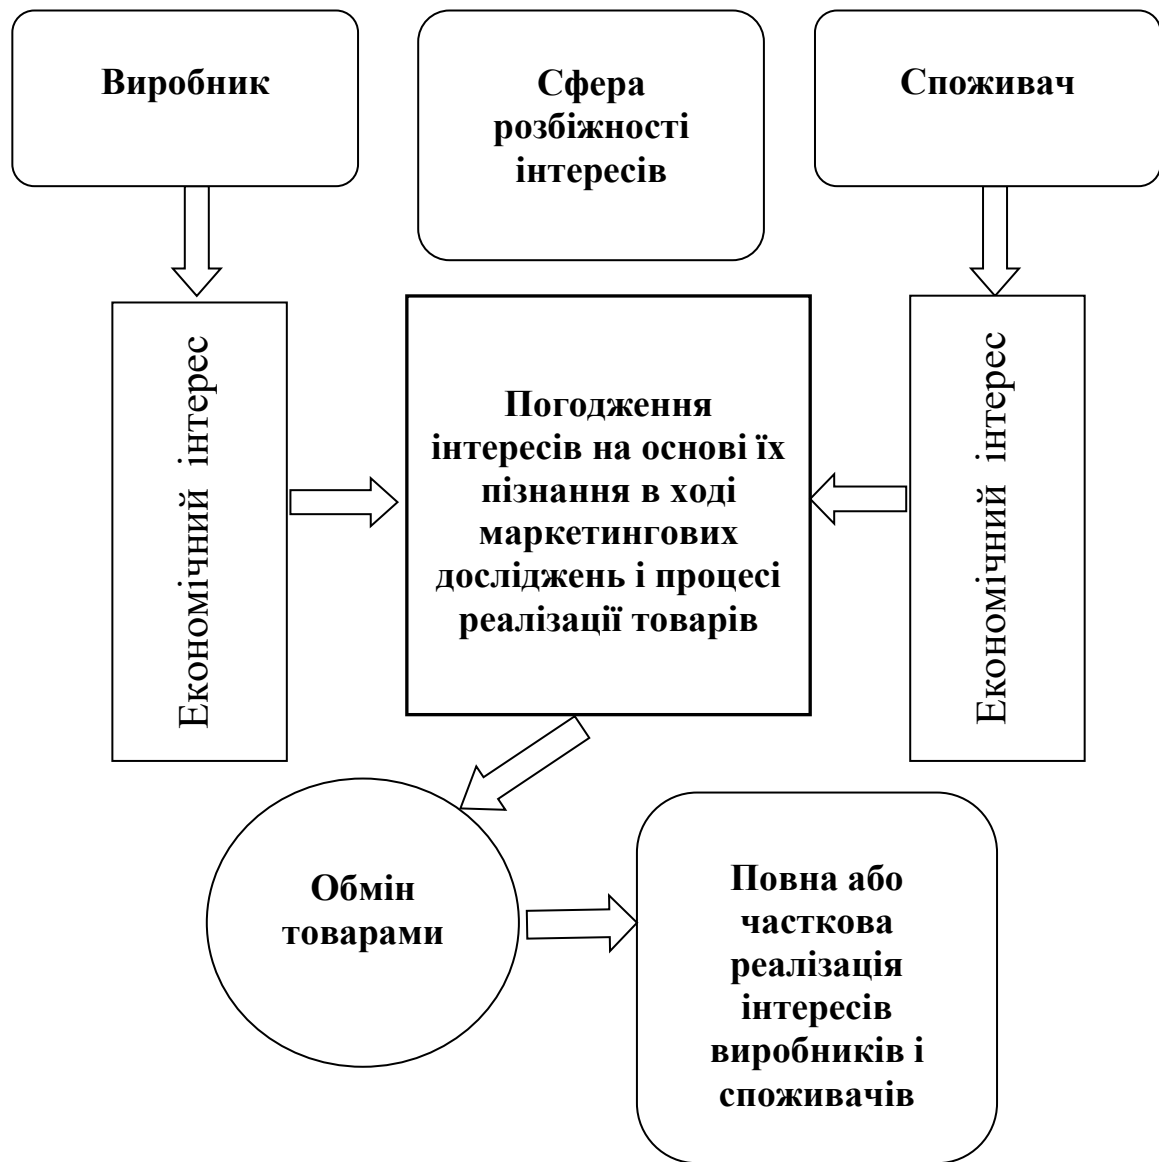 Виробник
Сфера
розбіжності
інтересів
Споживач
Економічний інтерес
Погодження
інтересів на основі їх
пізнання в ході
маркетингових
досліджень і процесі
реалізації товарів
Економічний інтерес
Обмін
товарами
Повна або
часткова
реалізація
інтересів
виробників і
споживачів